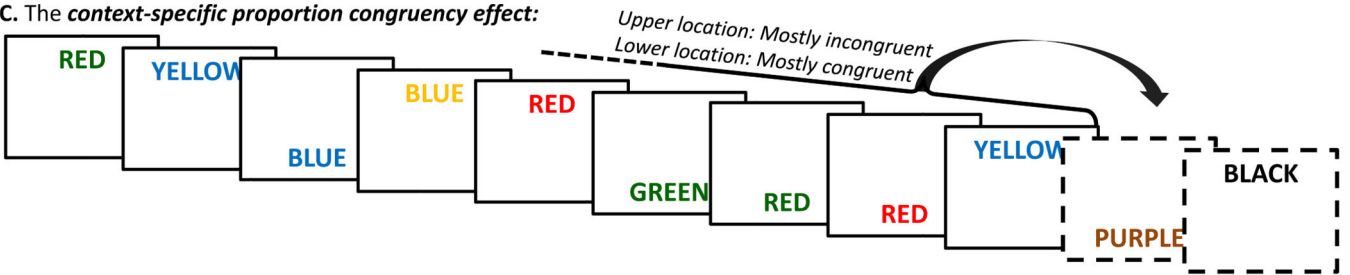 C. The context-specific proportion congruency effect:
Upper location: Mostly incongruent
Lower location: Mostly congruent
RED
YELLOW
BLUE
BLUE
RED
GREEN
RED
RED
YELLOW
PURPLE
BLACK